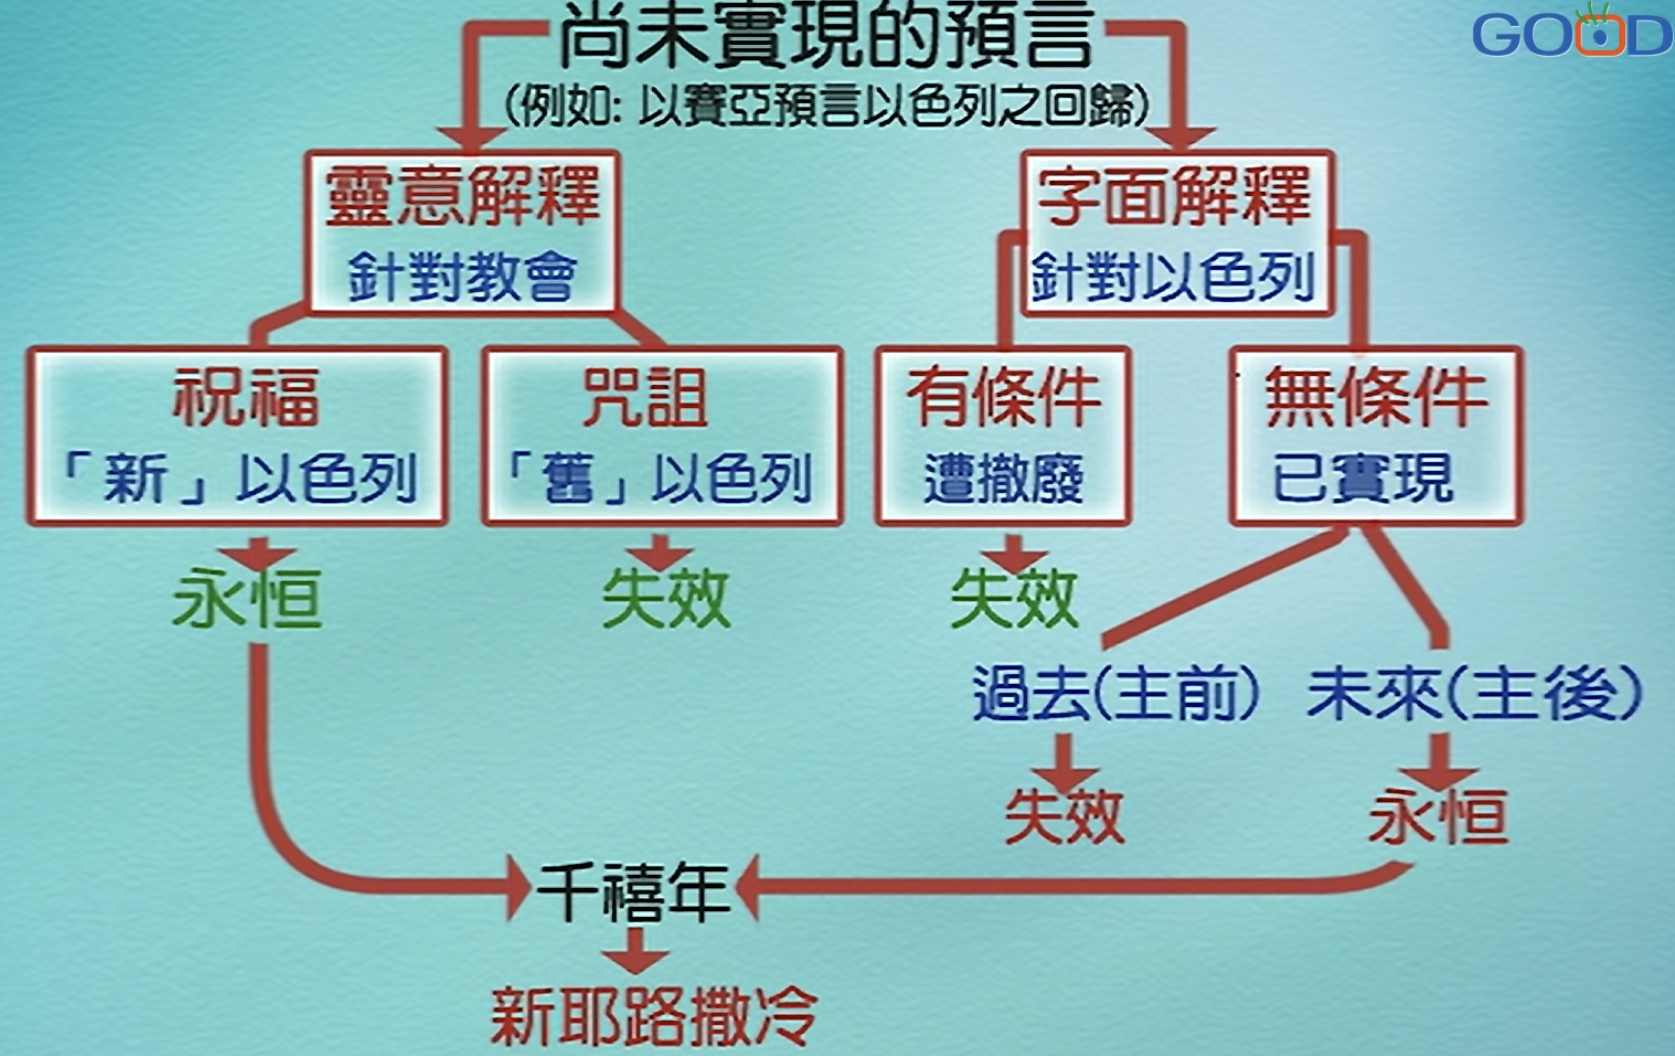 GOOD
尚未實現的預言
(例如: 以賽亞預言以色列之回歸)
靈意解釋
針對教會
字面解釋
針對以色列
祝福
「新」以色列
咒詛
「舊」以色列
有條件
遭撤廢
無條件
已實現
永恒
失效
失效
過去(主前)
未來(主後)
失效
永恒
千禧年
新耶路撒冷